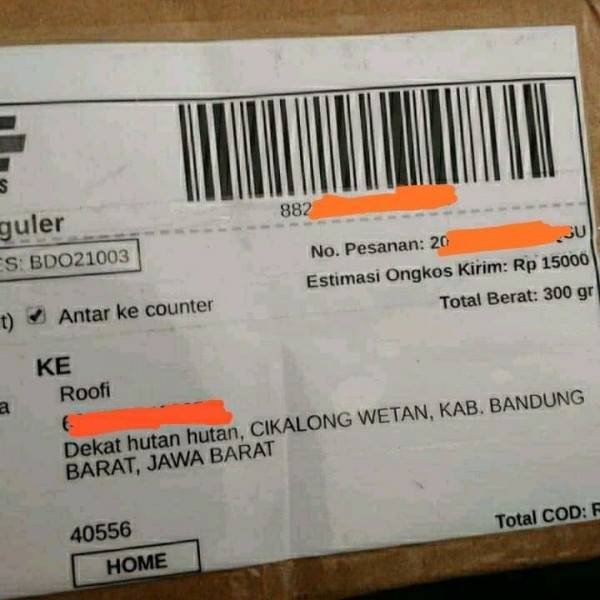 S
guler
882
ES: BDO21003
No. Pesanan: 20 SU
Estimasi Ongkos Kirim: Rp 15000
Total Berat: 300 gr
t) Antar ke counter
KE
a
Roofi
6
Dekat hutan hutan, CIKALONG WETAN, KAB. BANDUNG
BARAT, JAWA BARAT
40556
HOME
Total COD: R